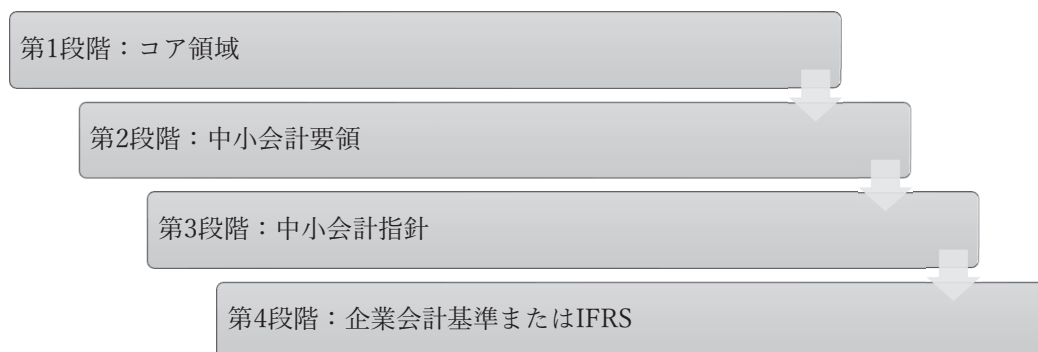 第1段階：コア領域
第2段階：中小会計要領
第3段階：中小会計指針
第4段階：企業会計基準またはIFRS